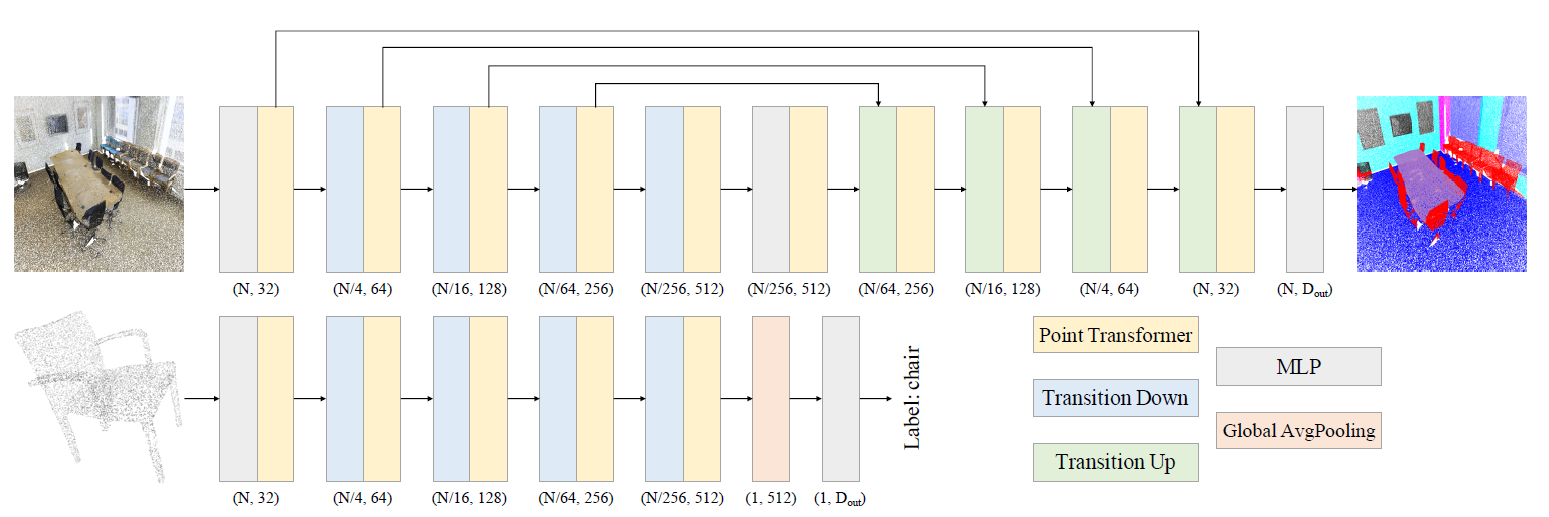 (N, 32)
(N/4, 64)
(N/16, 128)
(N/64, 256)
(N/256, 512)
(N/256, 512)
(N/64, 256)
(N/16, 128)
(N/4, 64)
(N, 32)
(N, Dout)
Label: chair
Point Transformer
MLP
Transition Down
Global AvgPooling
Transition Up
(N, 32)
(N/4, 64)
(N/16, 128)
(N/64, 256)
(N/256, 512)
(1, 512)
(1, Dout)